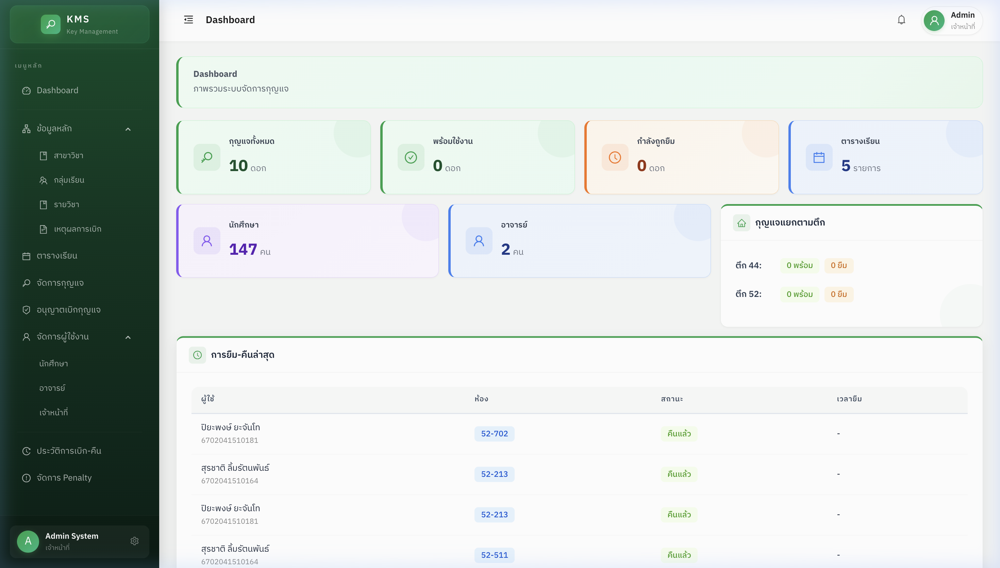 KMS
Key Management
เมนูหลัก
Dashboard
ข้อมูลหลัก
สาขาวิชา
กลุ่มเรียน
รายวิชา
เหตุผลการเบิก
ตารางเรียน
จัดการกุญแจ
อนุญาตเบิกกุญแจ
จัดการผู้ใช้งาน
นักศึกษา
อาจารย์
เจ้าหน้าที่
ประวัติการเบิก-คืน
จัดการ Penalty
A
Admin System
เจ้าหน้าที่
Dashboard
Admin
เจ้าหน้าที่
Dashboard
ภาพรวมระบบจัดการกุญแจ
กุญแจทั้งหมด
10 ดอก
พร้อมใช้งาน
0 ดอก
กำลังถูกยืม
0 ดอก
ตารางเรียน
5 รายการ
นักศึกษา
147 คน
อาจารย์
2 คน
กุญแจแยกตามตึก
ตึก 44: 0 พร้อม 0 ยืม
ตึก 52: 0 พร้อม 0 ยืม
การยืม-คืนล่าสุด
ผู้ใช้ ห้อง สถานะ เวลายืม
ปิยะพงษ์ ยะจันโท
6702041510181
52-702 คืนแล้ว -
สุรชาติ ลิ้มรัตนพันธ์
6702041510164
52-213 คืนแล้ว -
ปิยะพงษ์ ยะจันโท
6702041510181
52-213 คืนแล้ว -
สุรชาติ ลิ้มรัตนพันธ์
6702041510164
52-511 คืนแล้ว -